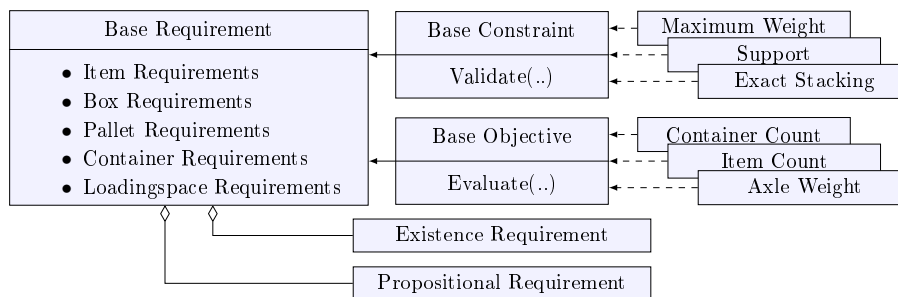 Base Requirement
• Item Requirements
• Box Requirements
• Pallet Requirements
• Container Requirements
• Loadingspace Requirements
Base Constraint
Validate(..)
Maximum Weight
Support
Exact Stacking
Base Objective
Evaluate(..)
Container Count
Item Count
Axle Weight
Existence Requirement
Propositional Requirement